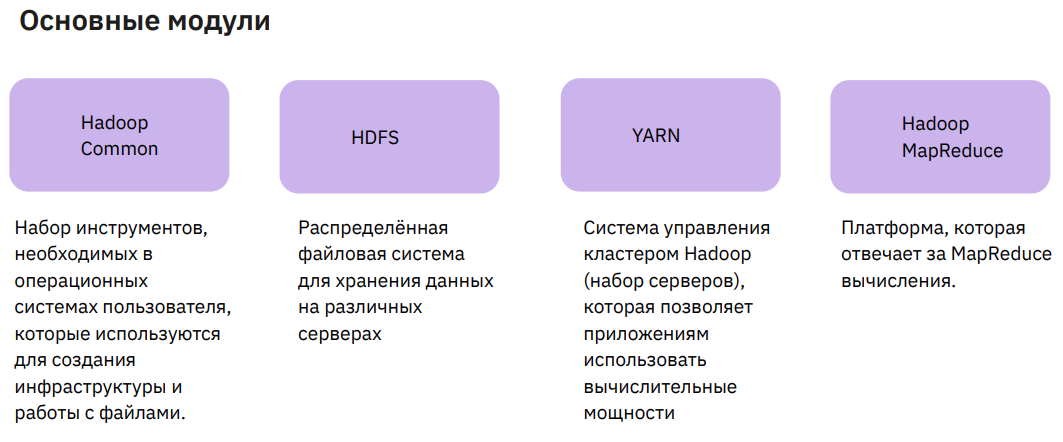 Основные модули
Hadoop
Common
HDFS
YARN
Hadoop
MapReduce
Набор инструментов,
необходимых в
операционных
системах пользователя,
которые используются
для создания
инфраструктуры и
работы с файлами.
Распределённая
файловая система
для хранения данных
на различных
серверах
Система управления
кластером Hadoop
(набор серверов),
которая позволяет
приложениям
использовать
вычислительные
мощности
Платформа, которая
отвечает за MapReduce
вычисления.